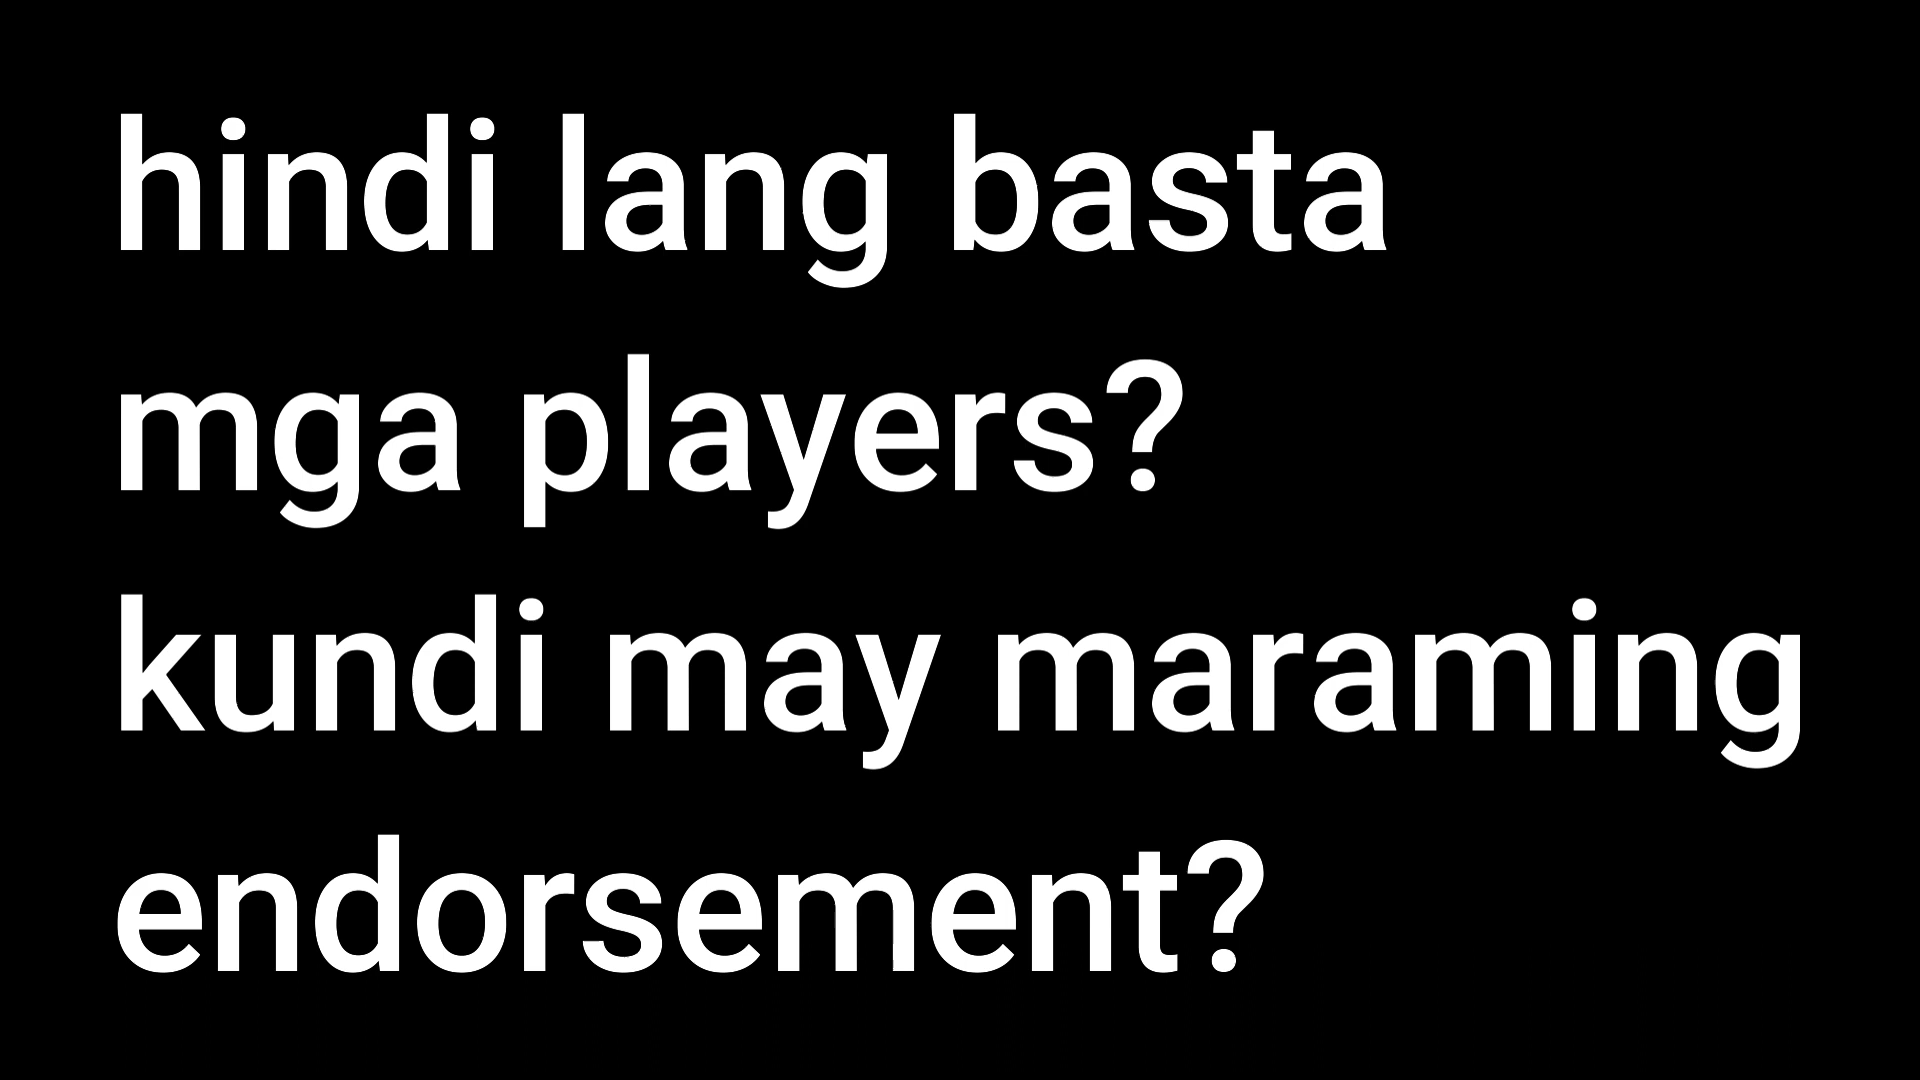 hindi lang basta
mga players?
kundi may maraming
endorsement?